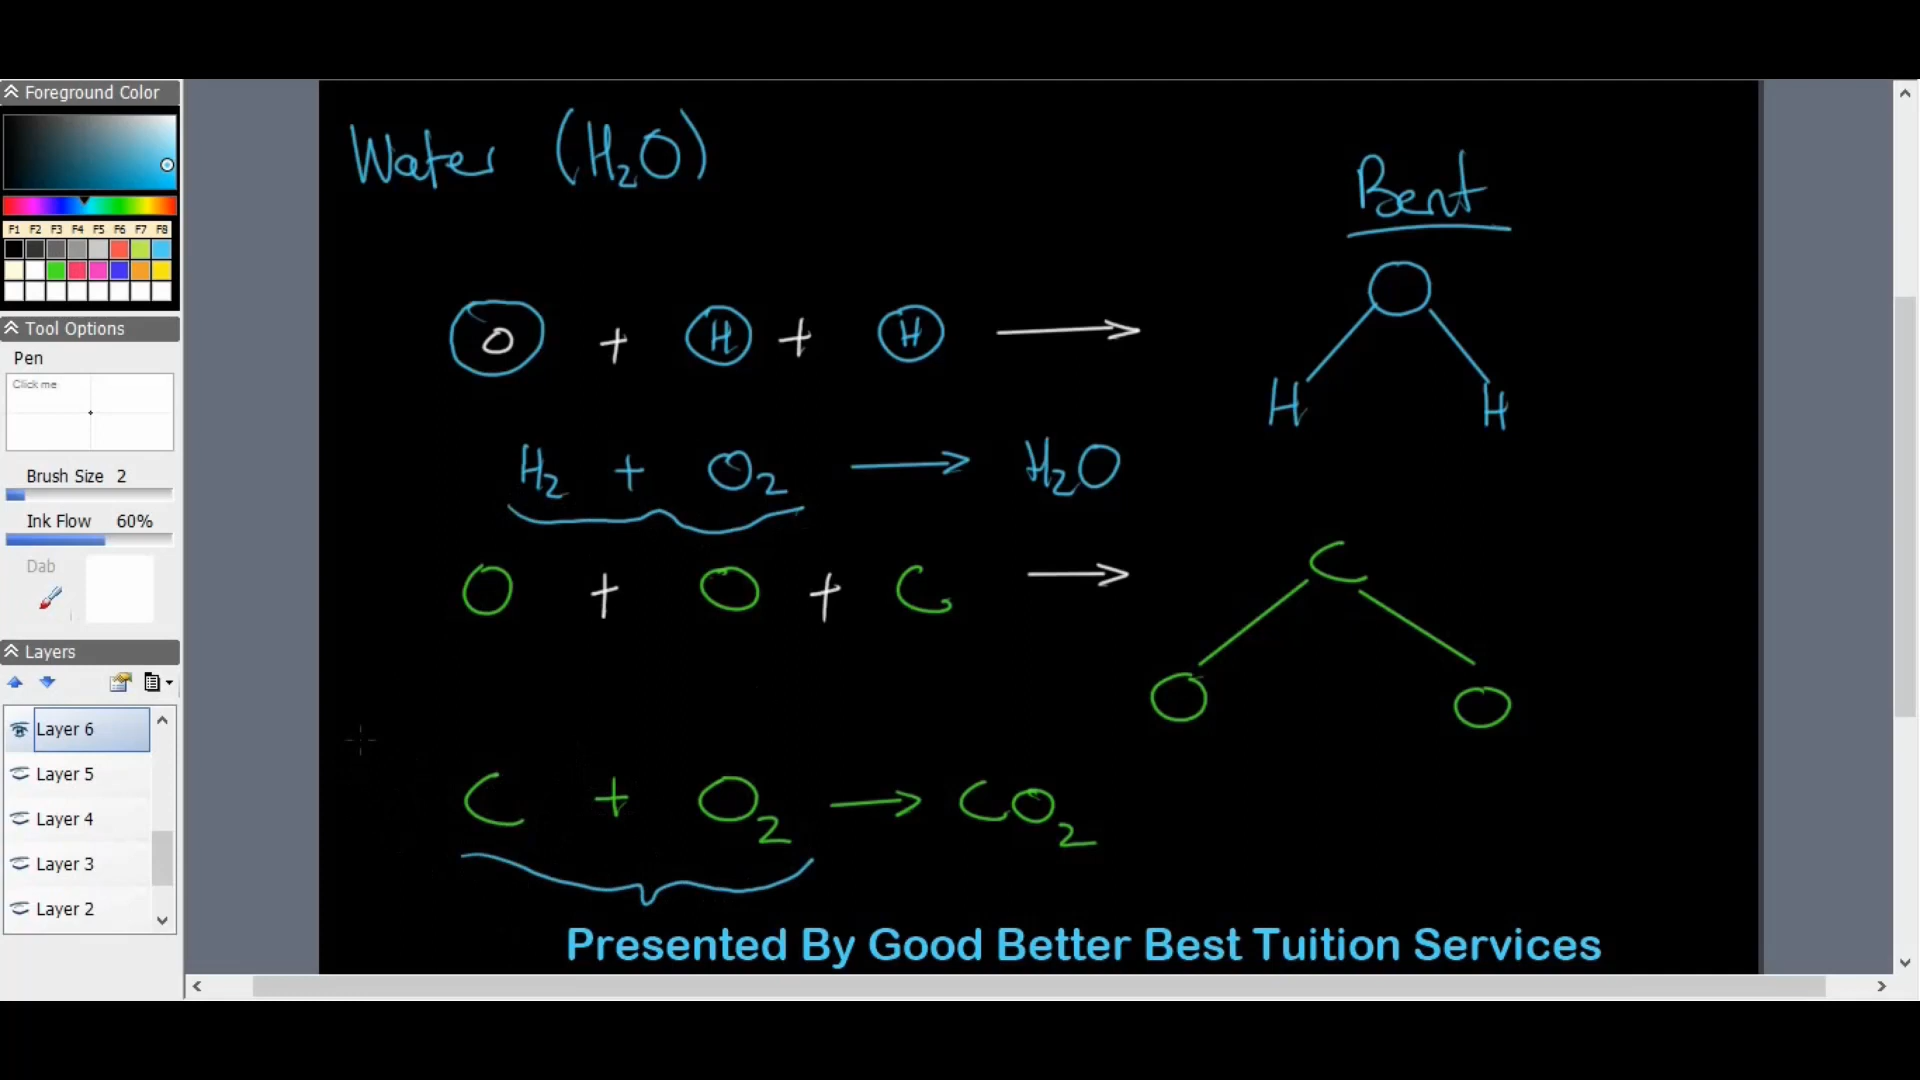 Foreground Color
F1 F2 F3 F4 F5 F6 F7 F8
Tool Options
Pen
Click me
Brush Size 2
Ink Flow 60%
Dab
Layers
Layer 6
Layer 5
Layer 4
Layer 3
Layer 2
Water (H₂O)
Bent
O + H + H →
O
H H
H₂ + O₂ → H₂O
O + O + C →
C
O O
C + O₂ → CO₂
Presented By Good Better Best Tuition Services